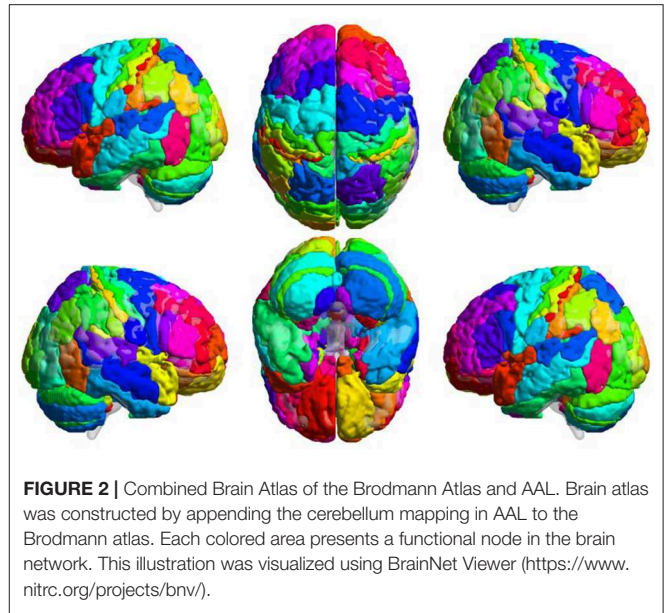 FIGURE 2 | Combined Brain Atlas of the Brodmann Atlas and AAL. Brain atlas
was constructed by appending the cerebellum mapping in AAL to the
Brodmann atlas. Each colored area presents a functional node in the brain
network. This illustration was visualized using BrainNet Viewer (https://www.
nitrc.org/projects/bnv/).